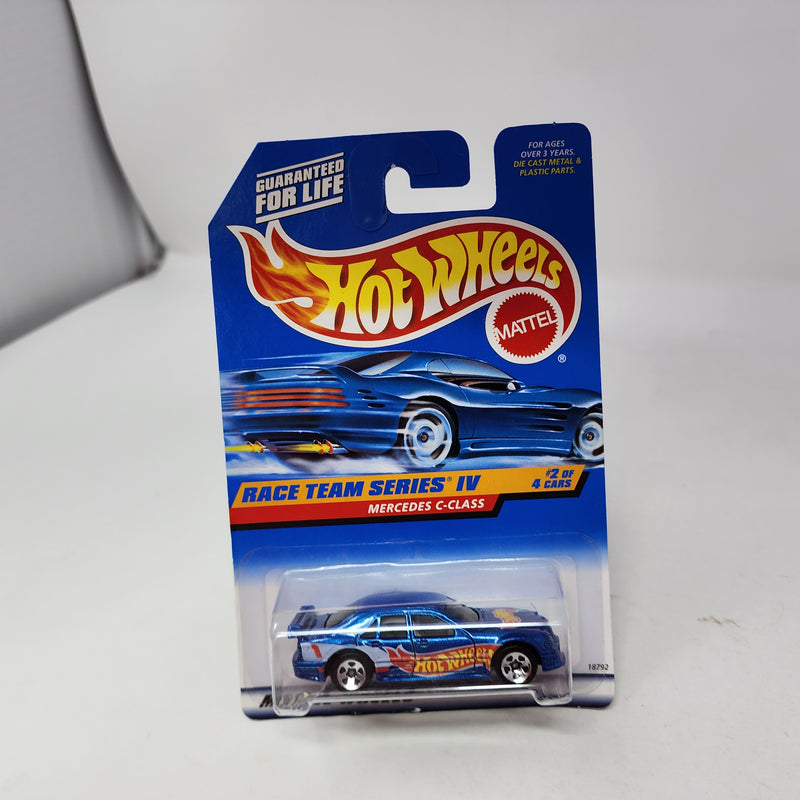 GUARANTEED
FOR LIFE
FOR AGES
OVER 3 YEARS.
DIE CAST METAL &
PLASTIC PARTS.
HOT WHEELS
MATTEL
®
RACE TEAM SERIES® IV
#2 OF
4 CARS
MERCEDES C-CLASS
HOT WHEELS
1
18792